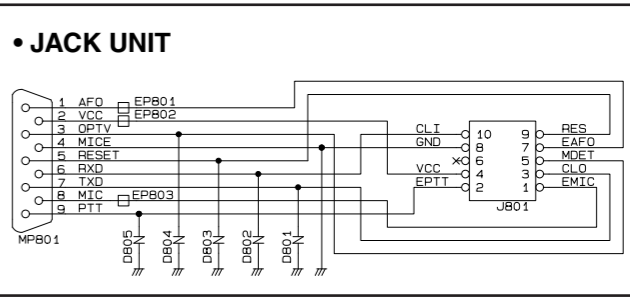 • JACK UNIT
1 AFO EP801
2 VCC EP802
3 OPTV
4 MICE
5 RESET
6 RXD
7 TXD
8 MIC EP803
9 PTT
MP801
D805
D804
D803
D802
D801
CLI 10 9 RES
GND 8 7 EAFO
6 5 MDET
VCC 4 3 CLO
EPTT 2 1 EMIC
J801